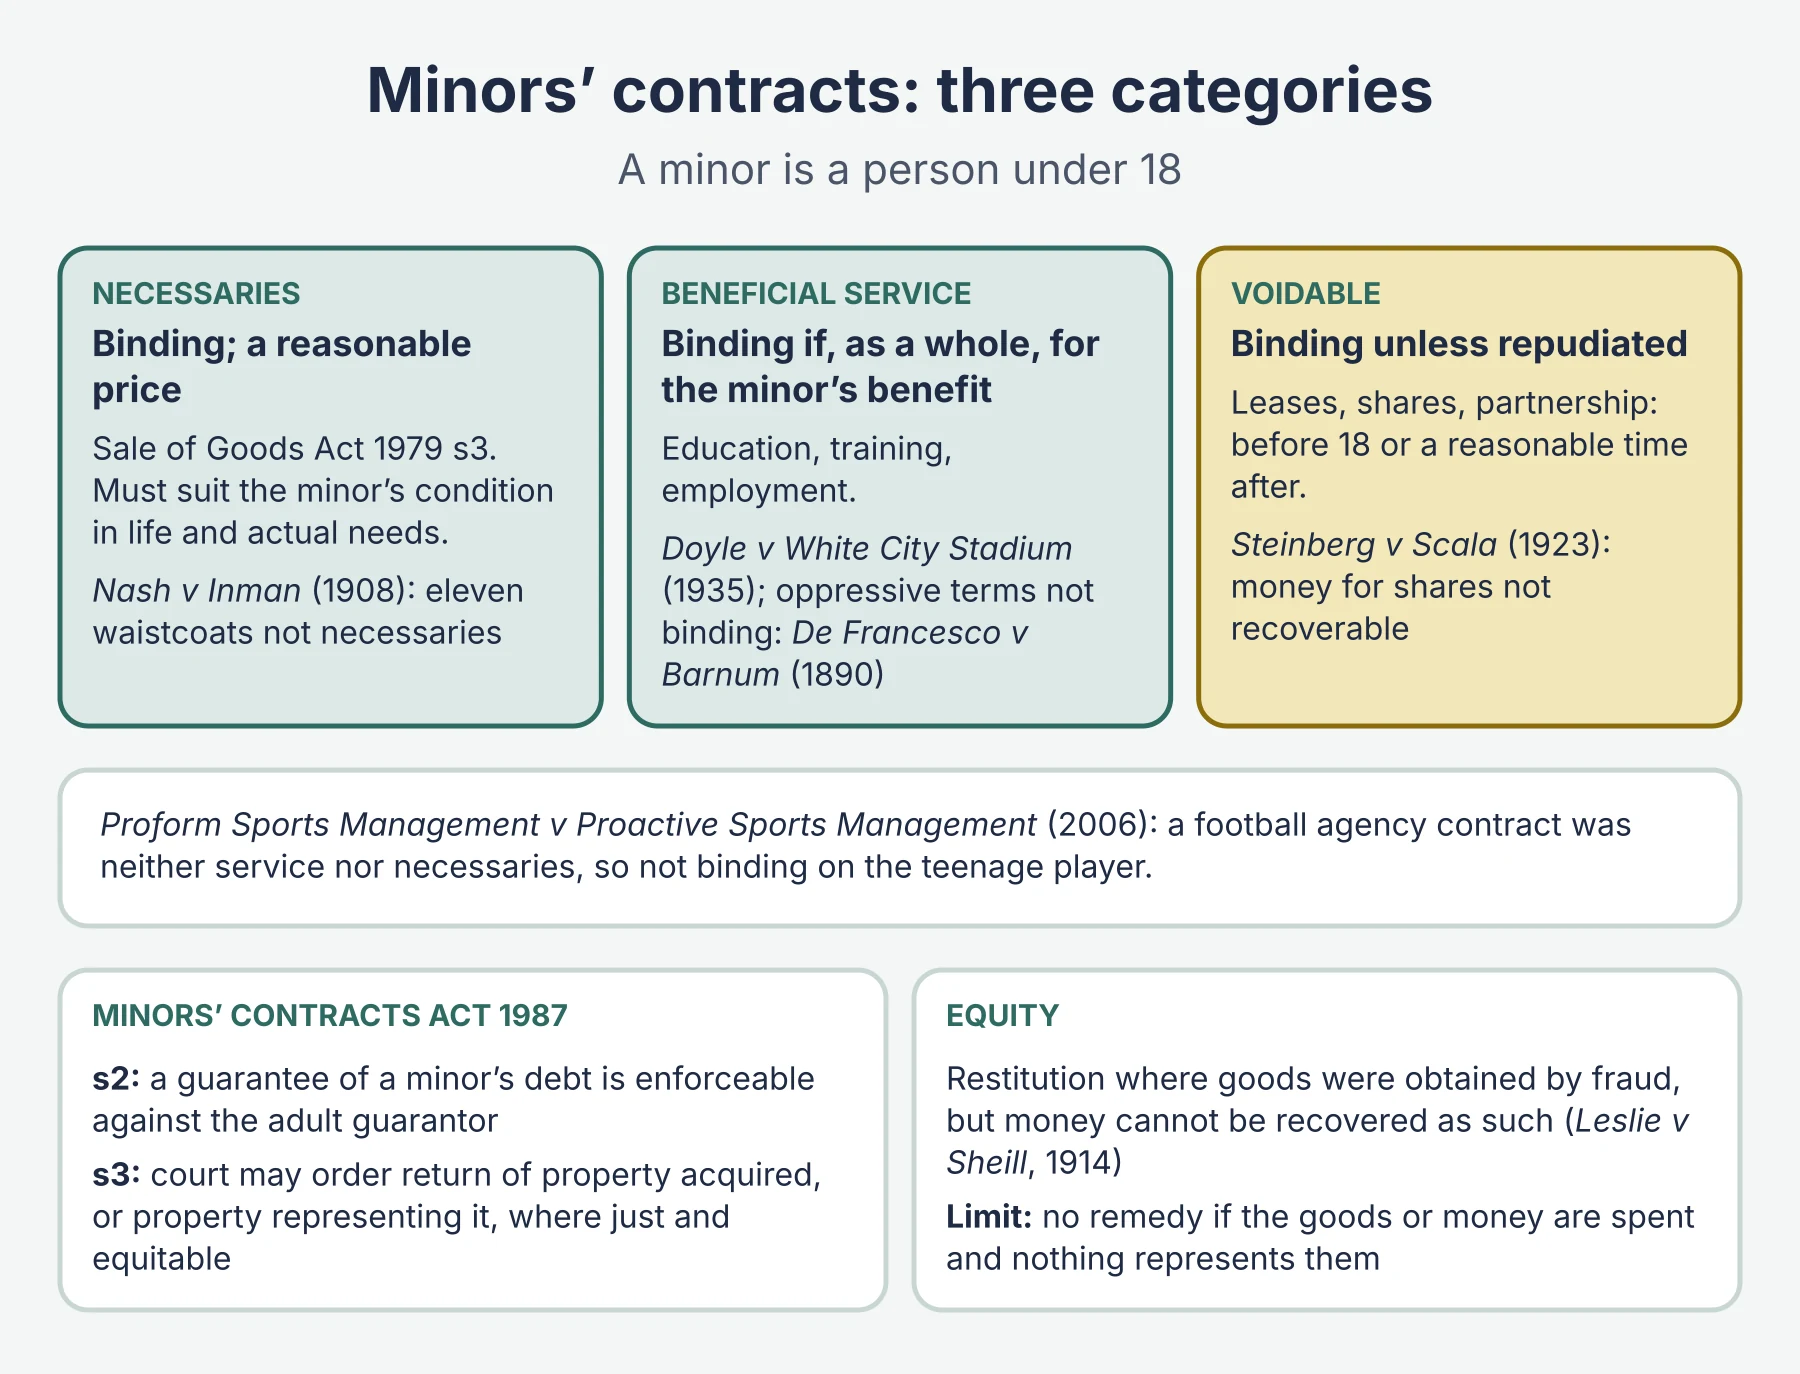 Minors’ contracts: three categories
A minor is a person under 18
NECESSARIES
Binding; a reasonable
price
Sale of Goods Act 1979 s3.
Must suit the minor’s condition
in life and actual needs.
Nash v Inman (1908): eleven
waistcoats not necessaries
BENEFICIAL SERVICE
Binding if, as a whole, for
the minor’s benefit
Education, training,
employment.
Doyle v White City Stadium
(1935); oppressive terms not
binding: De Francesco v
Barnum (1890)
VOIDABLE
Binding unless repudiated
Leases, shares, partnership:
before 18 or a reasonable time
after.
Steinberg v Scala (1923):
money for shares not
recoverable
Proform Sports Management v Proactive Sports Management (2006): a football agency contract was
neither service nor necessaries, so not binding on the teenage player.
MINORS’ CONTRACTS ACT 1987
s2: a guarantee of a minor’s debt is enforceable
against the adult guarantor
s3: court may order return of property acquired,
or property representing it, where just and
equitable
EQUITY
Restitution where goods were obtained by fraud,
but money cannot be recovered as such (Leslie v
Sheill, 1914)
Limit: no remedy if the goods or money are spent
and nothing represents them